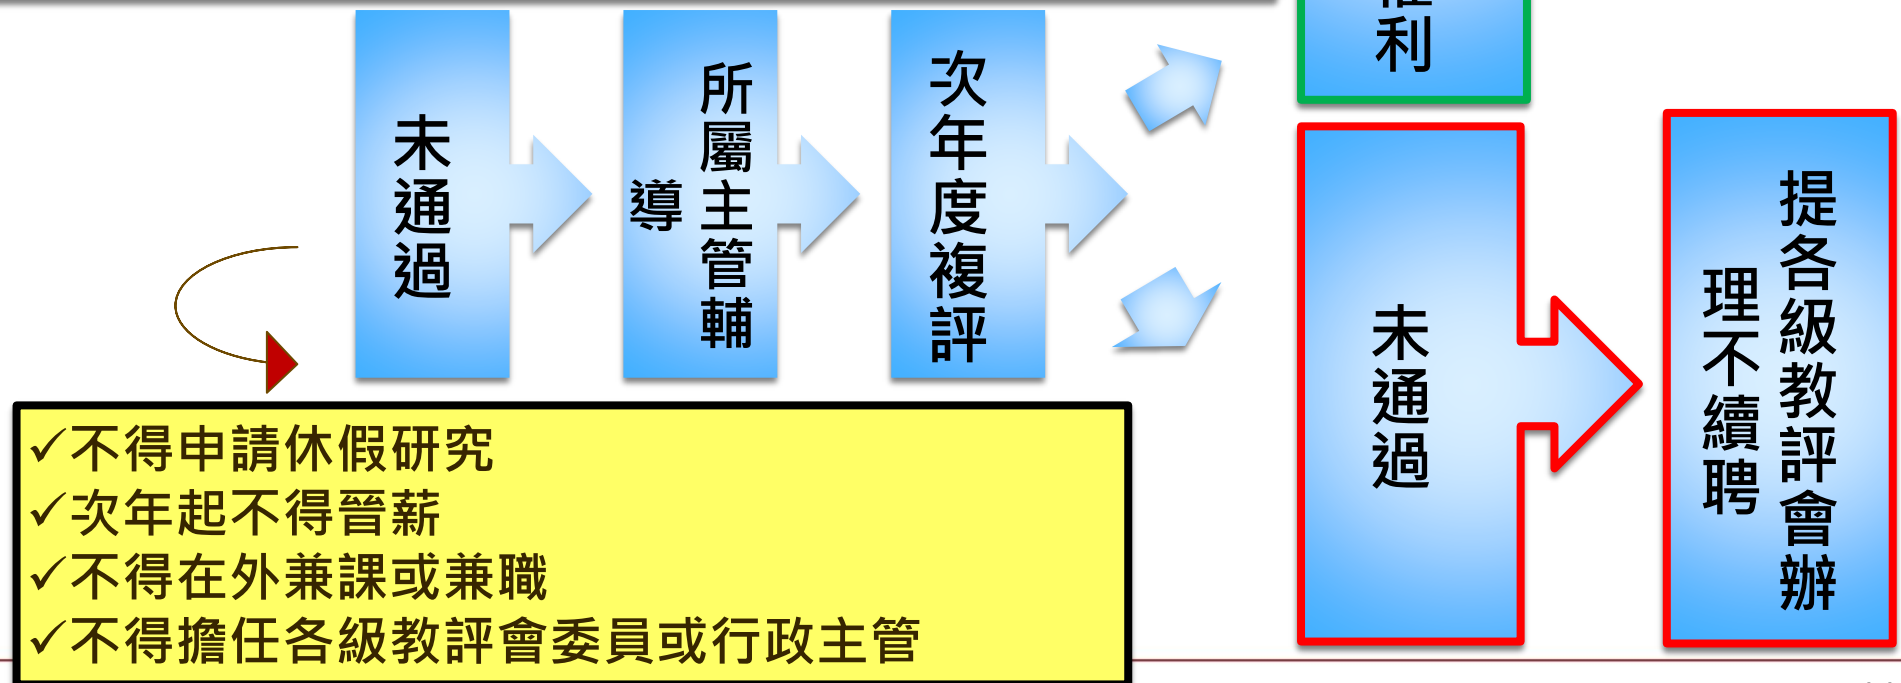 未通過
所屬主管輔
導
次年度複評
利
未通過
提各級教評會辦
理不續聘
✓不得申請休假研究
✓次年起不得晉薪
✓不得在外兼課或兼職
✓不得擔任各級教評會委員或行政主管